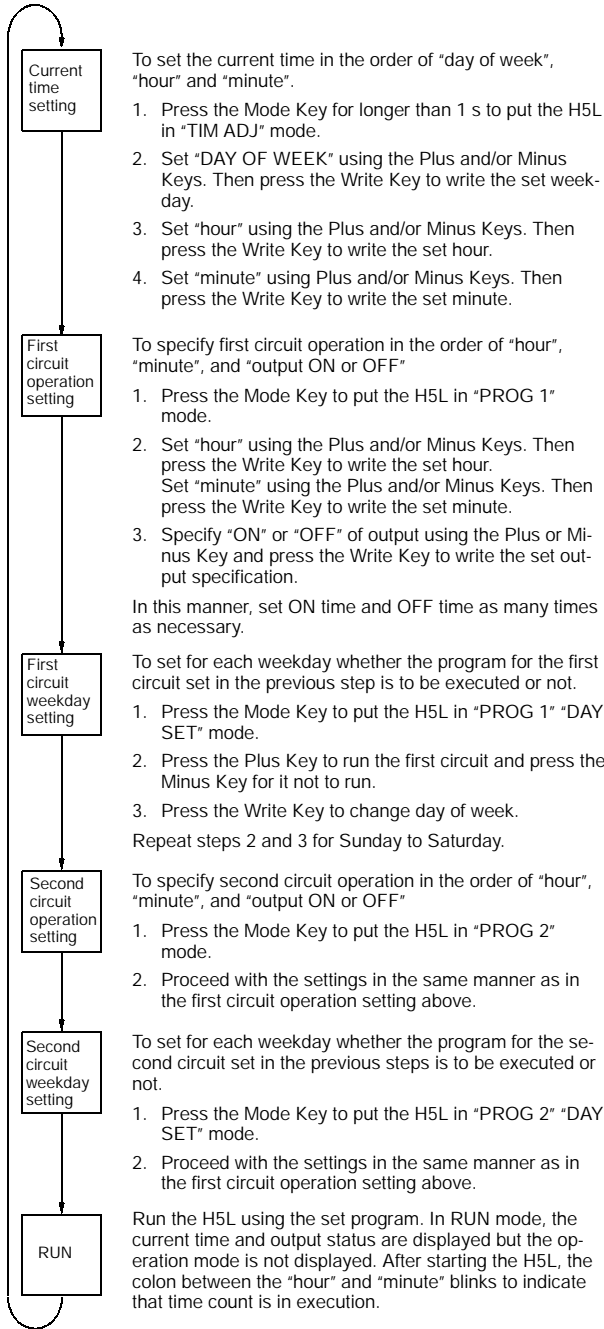 Current
time
setting
To set the current time in the order of “day of week”,
“hour” and “minute”.
1. Press the Mode Key for longer than 1 s to put the H5L
in “TIM ADJ” mode.
2. Set “DAY OF WEEK” using the Plus and/or Minus
Keys. Then press the Write Key to write the set week-
day.
3. Set “hour” using the Plus and/or Minus Keys. Then
press the Write Key to write the set hour.
4. Set “minute” using Plus and/or Minus Keys. Then
press the Write Key to write the set minute.
First
circuit
operation
setting
To specify first circuit operation in the order of “hour”,
“minute”, and “output ON or OFF”
1. Press the Mode Key to put the H5L in “PROG 1”
mode.
2. Set “hour” using the Plus and/or Minus Keys. Then
press the Write Key to write the set hour.
Set “minute” using the Plus and/or Minus Keys. Then
press the Write Key to write the set minute.
3. Specify “ON” or “OFF” of output using the Plus or Mi-
nus Key and press the Write Key to write the set out-
put specification.
In this manner, set ON time and OFF time as many times
as necessary.
First
circuit
weekday
setting
To set for each weekday whether the program for the first
circuit set in the previous step is to be executed or not.
1. Press the Mode Key to put the H5L in “PROG 1” “DAY
SET” mode.
2. Press the Plus Key to run the first circuit and press the
Minus Key for it not to run.
3. Press the Write Key to change day of week.
Repeat steps 2 and 3 for Sunday to Saturday.
Second
circuit
operation
setting
To specify second circuit operation in the order of “hour”,
“minute”, and “output ON or OFF”
1. Press the Mode Key to put the H5L in “PROG 2”
mode.
2. Proceed with the settings in the same manner as in
the first circuit operation setting above.
Second
circuit
weekday
setting
To set for each weekday whether the program for the se-
cond circuit set in the previous steps is to be executed or
not.
1. Press the Mode Key to put the H5L in “PROG 2” “DAY
SET” mode.
2. Proceed with the settings in the same manner as in
the first circuit operation setting above.
RUN
Run the H5L using the set program. In RUN mode, the
current time and output status are displayed but the op-
eration mode is not displayed. After starting the H5L, the
colon between the “hour” and “minute” blinks to indicate
that time count is in execution.